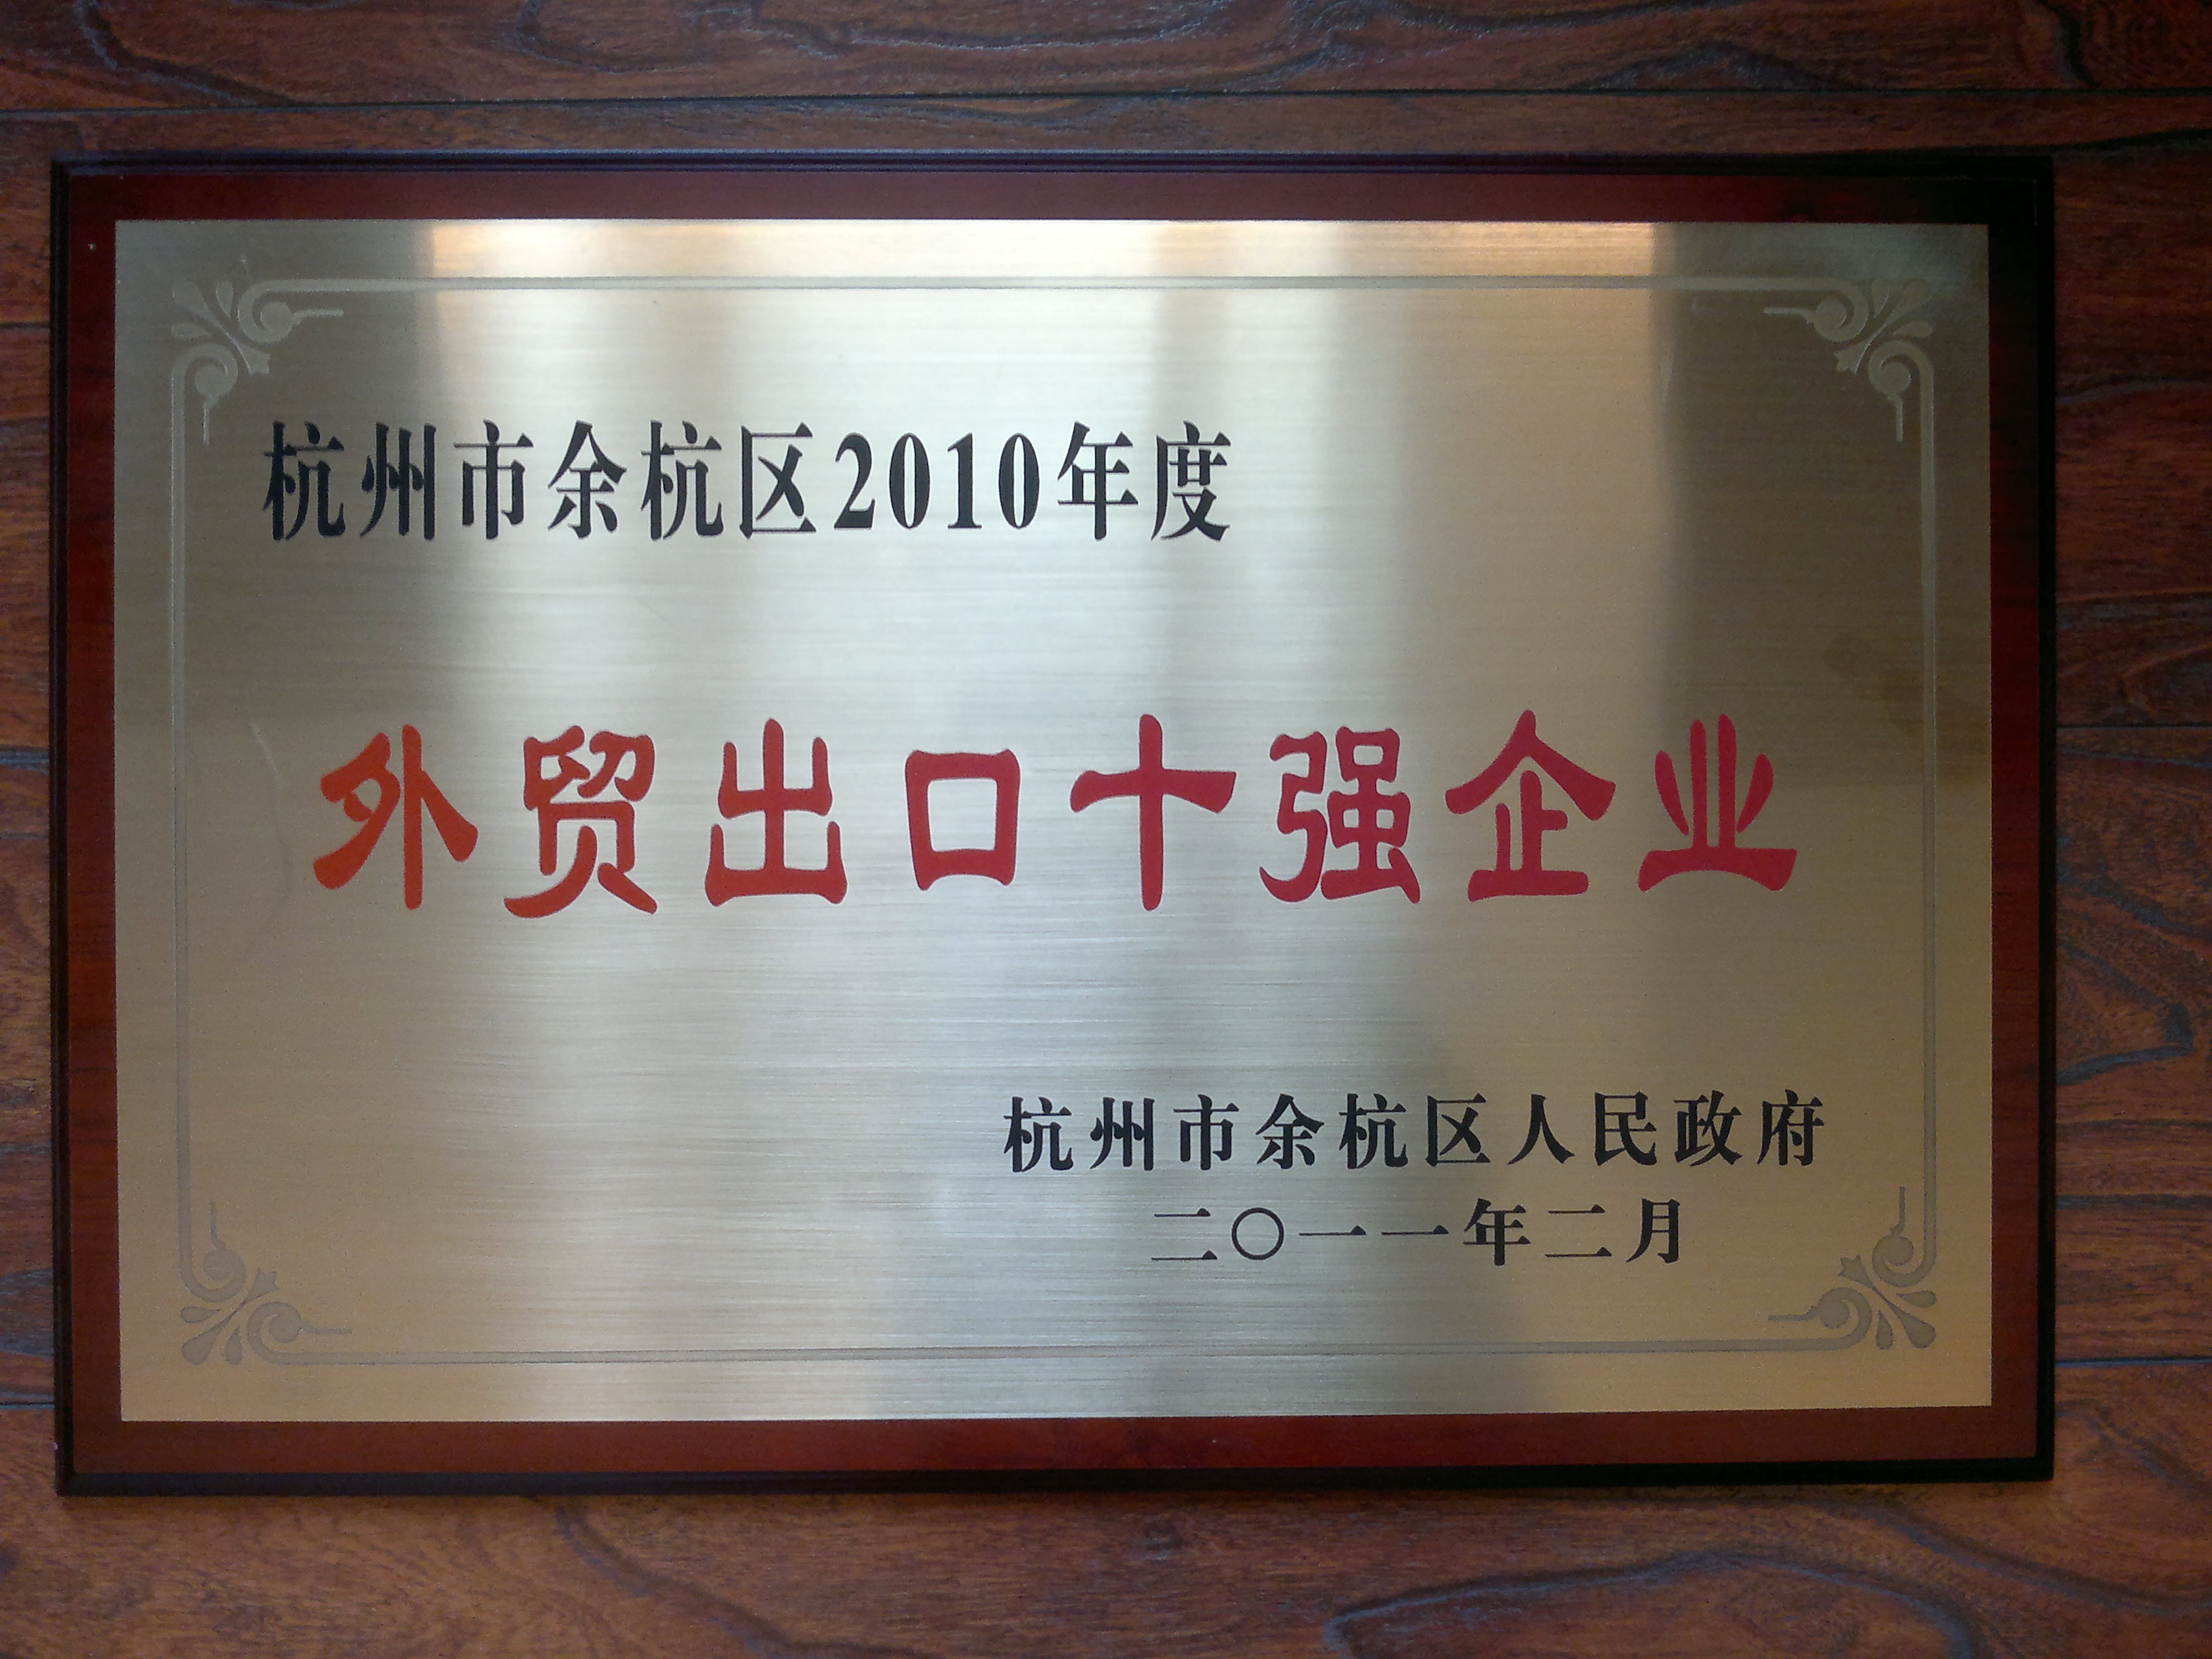 杭州市余杭区2010年度
外贸出口十强企业
杭州市余杭区人民政府
二〇一一年二月